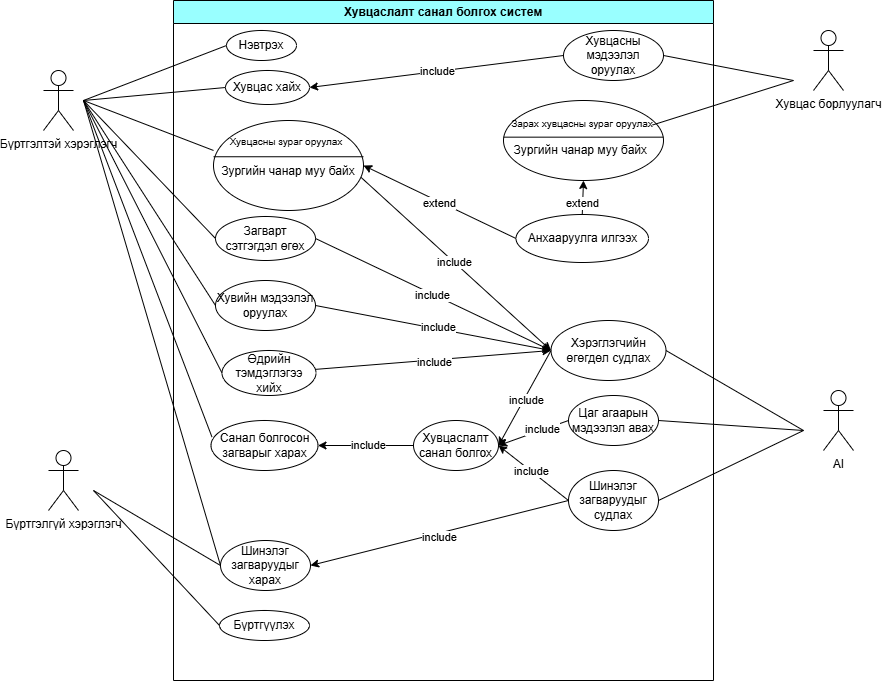 Хувцаслалт санал болгох систем
Нэвтрэх
Хувцасны
мэдээлэл
оруулах
include
Хувцас хайх
Хувцас борлуулагч
Бүртгэлтэй хэрэглэгч
Хувцасны зураг оруулах
Зургийн чанар муу байх
Зарах хувцасны зураг оруулах
Зургийн чанар муу байх
extend
extend
Загварт
сэтгэгдэл өгөх
Анхааруулга илгээх
include
Хувийн мэдээлэл
оруулах
include
include
Хэрэглэгчийн
өгөгдөл судлах
Өдрийн
тэмдэглэгээ
хийх
include
include
Цаг агаарын
мэдээлэл авах
Санал болгосон
загварыг харах
include
Хувцаслалт
санал болгох
include
AI
include
Шинэлэг
загваруудыг
судлах
Бүртгэлгүй хэрэглэгч
include
Шинэлэг
загваруудыг
харах
Бүртгүүлэх